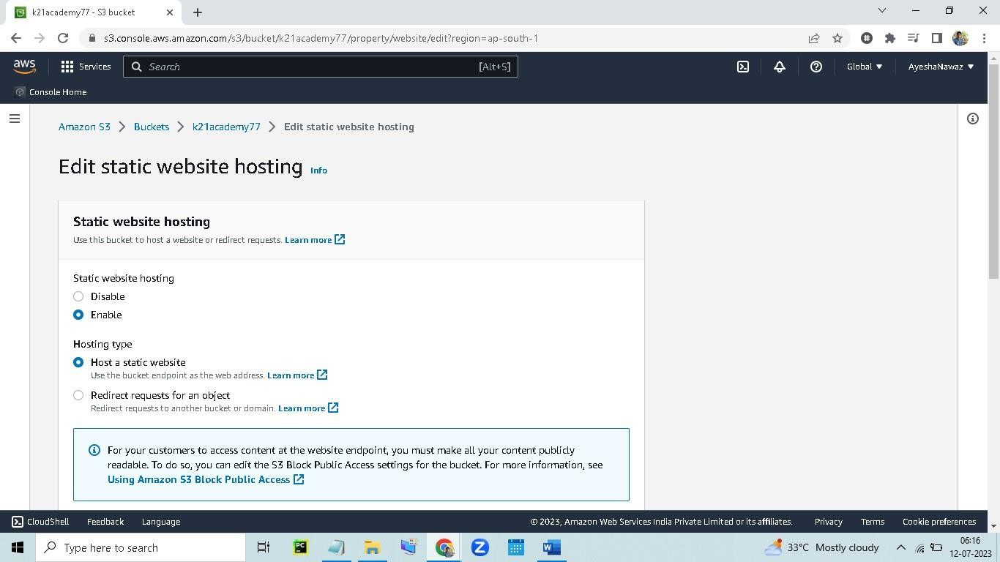 k21academy77 - S3 bucket
s3.console.aws.amazon.com/s3/bucket/k21academy77/property/website/edit?region=ap-south-1
aws
Services
Search
[Alt+S]
Global
AyeshaNawaz
Console Home
Amazon S3 > Buckets > k21academy77 > Edit static website hosting
Edit static website hosting Info
Static website hosting
Use this bucket to host a website or redirect requests. Learn more
Static website hosting
Disable
Enable
Hosting type
Host a static website
Use the bucket endpoint as the web address. Learn more
Redirect requests for an object
Redirect requests to another bucket or domain. Learn more
For your customers to access content at the website endpoint, you must make all your content publicly
readable. To do so, you can edit the S3 Block Public Access settings for the bucket. For more information, see
Using Amazon S3 Block Public Access
CloudShell Feedback Language © 2023, Amazon Web Services India Private Limited or its affiliates. Privacy Terms Cookie preferences
Type here to search
PC
Z
W
33°C Mostly cloudy
06:16
12-07-2023